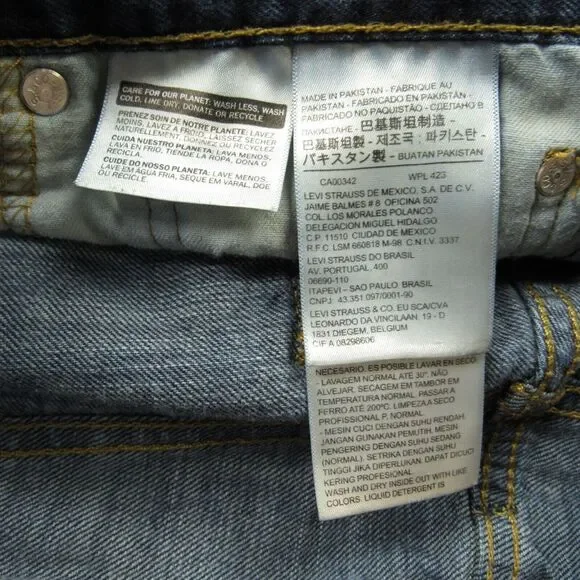 CARE FOR OUR PLANET: WASH LESS, WASH
COLD, LINE DRY, DONATE OR RECYCLE
PRENEZ SOIN DE NOTRE PLANETE: LAVEZ
MOINS, LAVEZ A FROID, LAISSEZ SECHER
NATURELLEMENT, DONNEZ OU RECYCLEZ
CUIDA NUESTRO PLANETA: LAVA MENOS,
LAVA EN FRIO, TIENDE LA ROPA, DONA O
RECICLA
CUIDE DO NOSSO PLANETA: LAVE MENOS,
LAVE EM AGUA FRIA, SEQUE EM VARAL, DOE
OU RECICLE.
MADE IN PAKISTAN - FABRIQUE AU
PAKISTAN - FABRICADO EN PAKISTAN -
FABRICADO NO PAQUISTÃO - СДЕЛАНО В
ПАКИСТАНЕ - 巴基斯坦制造 -
巴基斯坦製 - 제조국 : 파키스탄 -
パキスタン製 - BUATAN PAKISTAN
CA00342 WPL 423
LEVI STRAUSS DE MEXICO, S.A. DE C.V.
JAIME BALMES # 8 OFICINA 502
COL. LOS MORALES POLANCO
DELEGACION MIGUEL HIDALGO
C.P. 11510 CIUDAD DE MEXICO
R.F.C. LSM 660818 M-98 C.N.I.V. 3337
LEVI STRAUSS DO BRASIL
AV. PORTUGAL, 400
06690-110
ITAPEVI - SAO PAULO BRASIL
CNPJ: 43.351.097/0001-90
LEVI STRAUSS & CO. EU SCA/CVA
LEONARDO DA VINCILAAN, 19 - D
1831 DIEGEM, BELGIUM
CIF A 08298606
NECESARIO, ES POSIBLE LAVAR EN SECO.
- LAVAGEM NORMAL ATÉ 30°. NÃO
ALVEJAR. SECAGEM EM TAMBOR EM
TEMPERATURA NORMAL. PASSAR A
FERRO ATÉ 200°C. LIMPEZA A SECO
PROFISSIONAL P. NORMAL.
- MESIN CUCI DENGAN SUHU RENDAH.
JANGAN GUNAKAN PEMUTIH. MESIN
PENGERING DENGAN SUHU SEDANG
(NORMAL). SETRIKA DENGAN SUHU
TINGGI JIKA DIPERLUKAN. DAPAT DICUCI
KERING PROFESIONAL.
WASH AND DRY INSIDE OUT WITH LIKE
COLORS. LIQUID DETERGENT IS